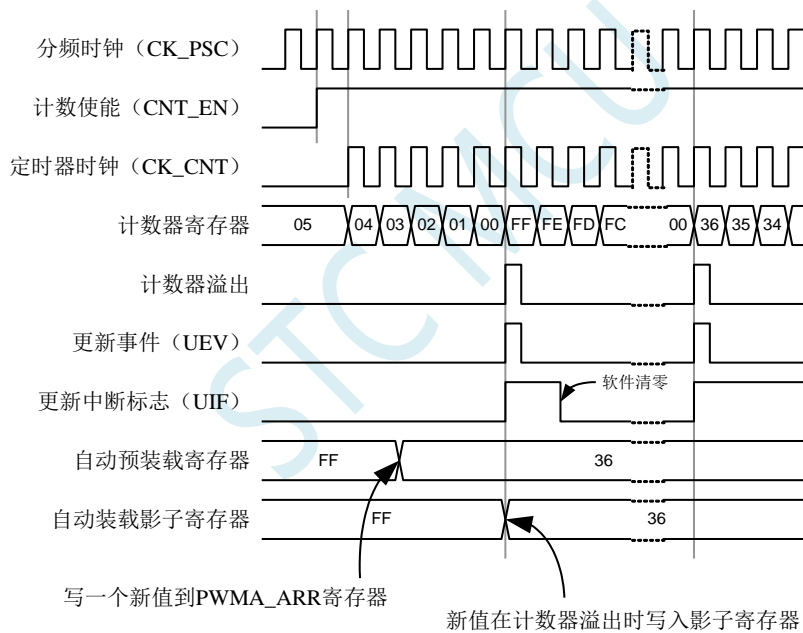 分频时钟（CK_PSC）
计数使能（CNT_EN）
定时器时钟（CK_CNT）
计数器寄存器 05 04 03 02 01 00 FF FE FD FC 00 36 35 34
计数器溢出
更新事件（UEV）
更新中断标志（UIF） 软件清零
自动预装载寄存器 FF 36
自动装载影子寄存器 FF 36
写一个新值到PWMA_ARR寄存器
新值在计数器溢出时写入影子寄存器
STC MCU